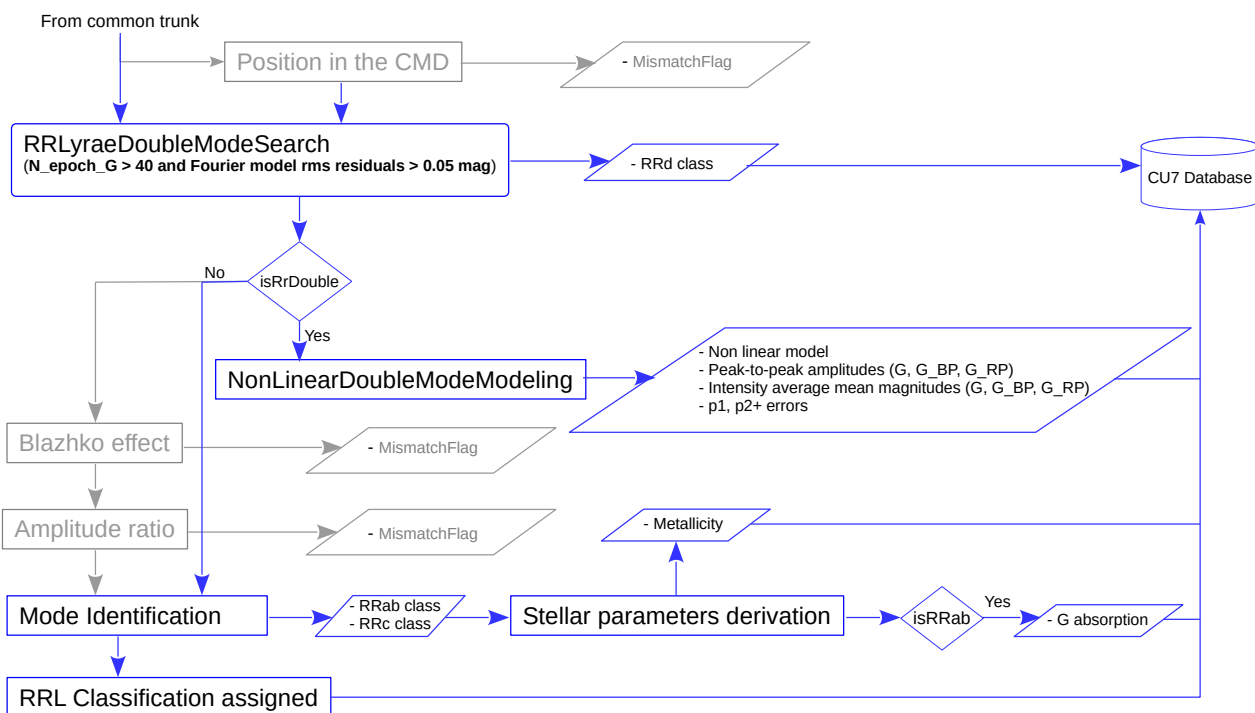 From common trunk
Position in the CMD
- MismatchFlag
RRLyraeDoubleModeSearch
(N_epoch_G > 40 and Fourier model rms residuals > 0.05 mag)
- RRd class
CU7 Database
No
isRrDouble
Yes
NonLinearDoubleModeModeling
- Non linear model
- Peak-to-peak amplitudes (G, G_BP, G_RP)
- Intensity average mean magnitudes (G, G_BP, G_RP)
- p1, p2+ errors
Blazhko effect
- MismatchFlag
Amplitude ratio
- MismatchFlag
- Metallicity
Mode Identification
- RRab class
- RRc class
Stellar parameters derivation
isRRab
Yes
- G absorption
RRL Classification assigned